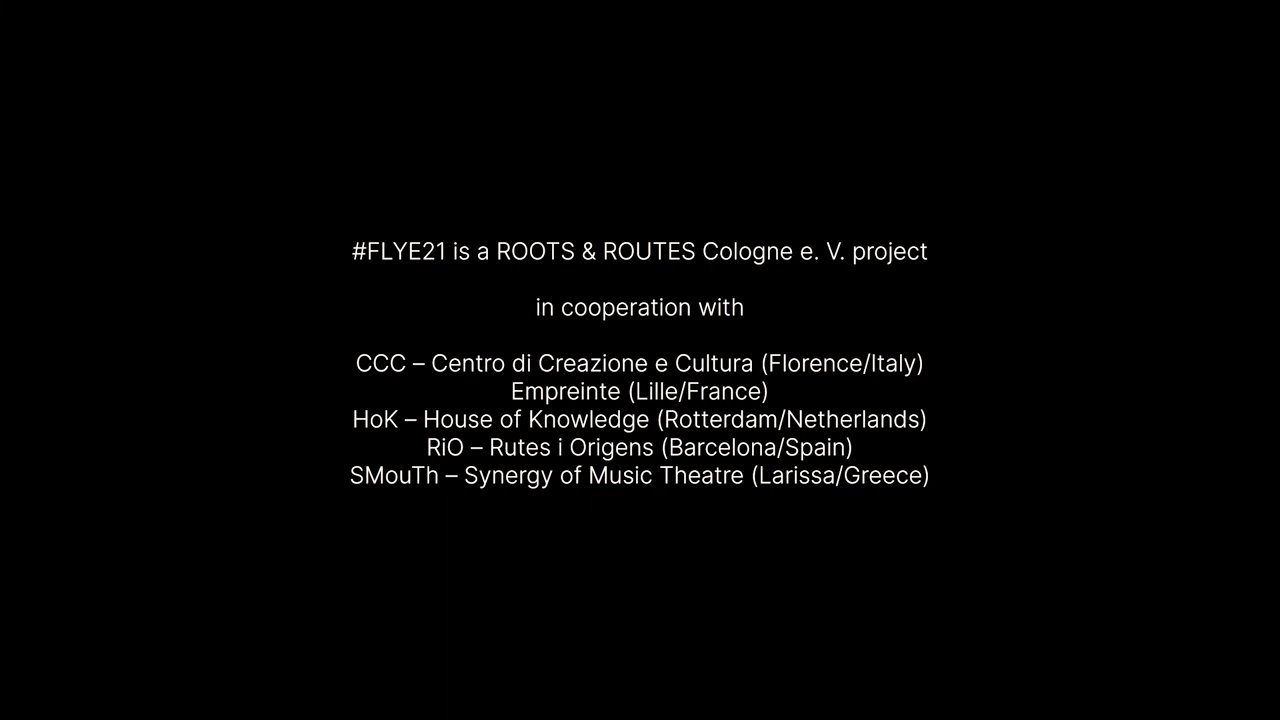 #FLYE21 is a ROOTS & ROUTES Cologne e. V. project
in cooperation with
CCC – Centro di Creazione e Cultura (Florence/Italy)
Empreinte (Lille/France)
HoK – House of Knowledge (Rotterdam/Netherlands)
RiO – Rutes i Origens (Barcelona/Spain)
SMouTh – Synergy of Music Theatre (Larissa/Greece)